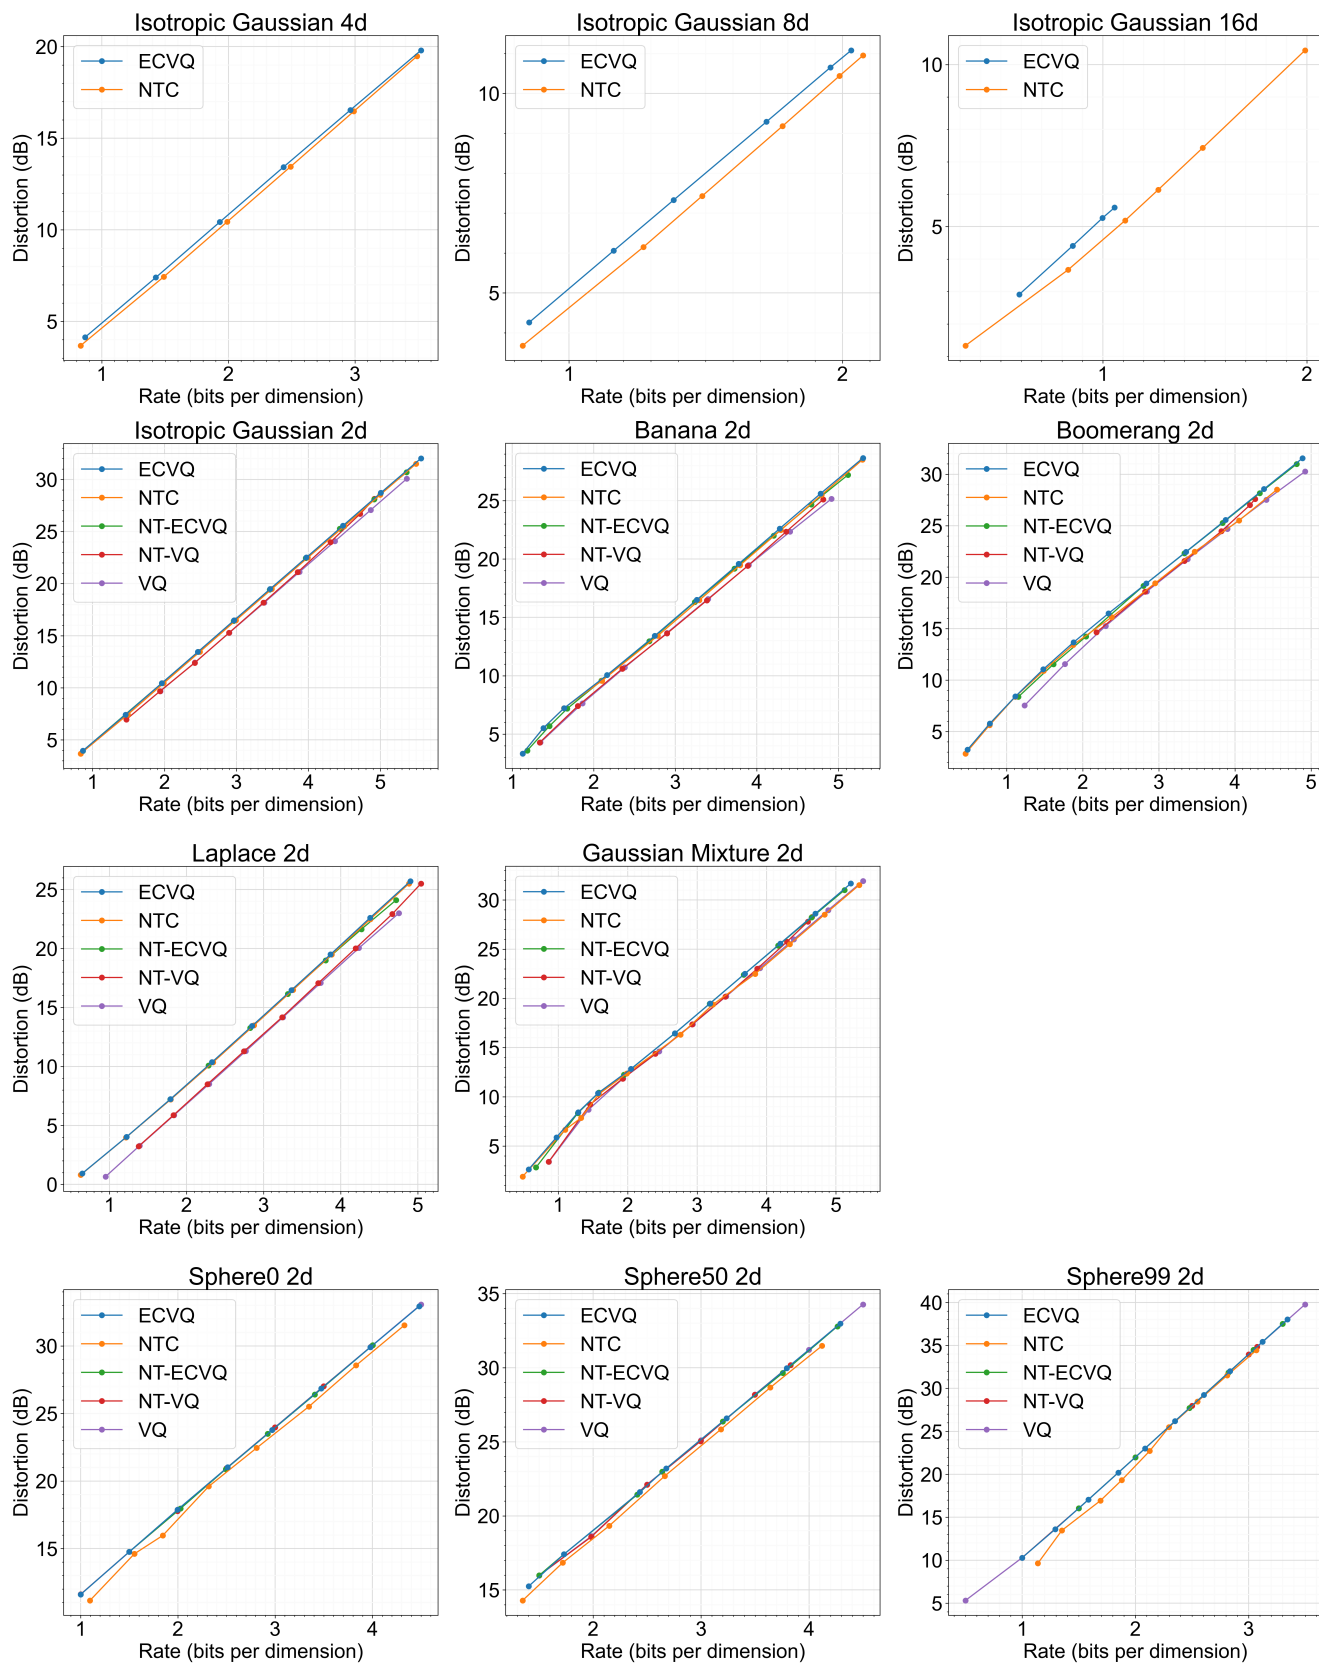 Isotropic Gaussian 4d
20
15
10
5
1 2 3
Distortion (dB)
Rate (bits per dimension)
ECVQ
NTC
Isotropic Gaussian 8d
10
5
1 2
Distortion (dB)
Rate (bits per dimension)
ECVQ
NTC
Isotropic Gaussian 16d
10
5
1 2
Distortion (dB)
Rate (bits per dimension)
ECVQ
NTC
Isotropic Gaussian 2d
30
25
20
15
10
5
1 2 3 4 5
Distortion (dB)
Rate (bits per dimension)
ECVQ
NTC
NT-ECVQ
NT-VQ
VQ
Banana 2d
25
20
15
10
5
1 2 3 4 5
Distortion (dB)
Rate (bits per dimension)
ECVQ
NTC
NT-ECVQ
NT-VQ
VQ
Boomerang 2d
30
25
20
15
10
5
1 2 3 4 5
Distortion (dB)
Rate (bits per dimension)
ECVQ
NTC
NT-ECVQ
NT-VQ
VQ
Laplace 2d
25
20
15
10
5
0
1 2 3 4 5
Distortion (dB)
Rate (bits per dimension)
ECVQ
NTC
NT-ECVQ
NT-VQ
VQ
Gaussian Mixture 2d
30
25
20
15
10
5
1 2 3 4 5
Distortion (dB)
Rate (bits per dimension)
ECVQ
NTC
NT-ECVQ
NT-VQ
VQ
Sphere0 2d
30
25
20
15
1 2 3 4
Distortion (dB)
Rate (bits per dimension)
ECVQ
NTC
NT-ECVQ
NT-VQ
VQ
Sphere50 2d
35
30
25
20
15
2 3 4
Distortion (dB)
Rate (bits per dimension)
ECVQ
NTC
NT-ECVQ
NT-VQ
VQ
Sphere99 2d
40
35
30
25
20
15
10
5
1 2 3
Distortion (dB)
Rate (bits per dimension)
ECVQ
NTC
NT-ECVQ
NT-VQ
VQ